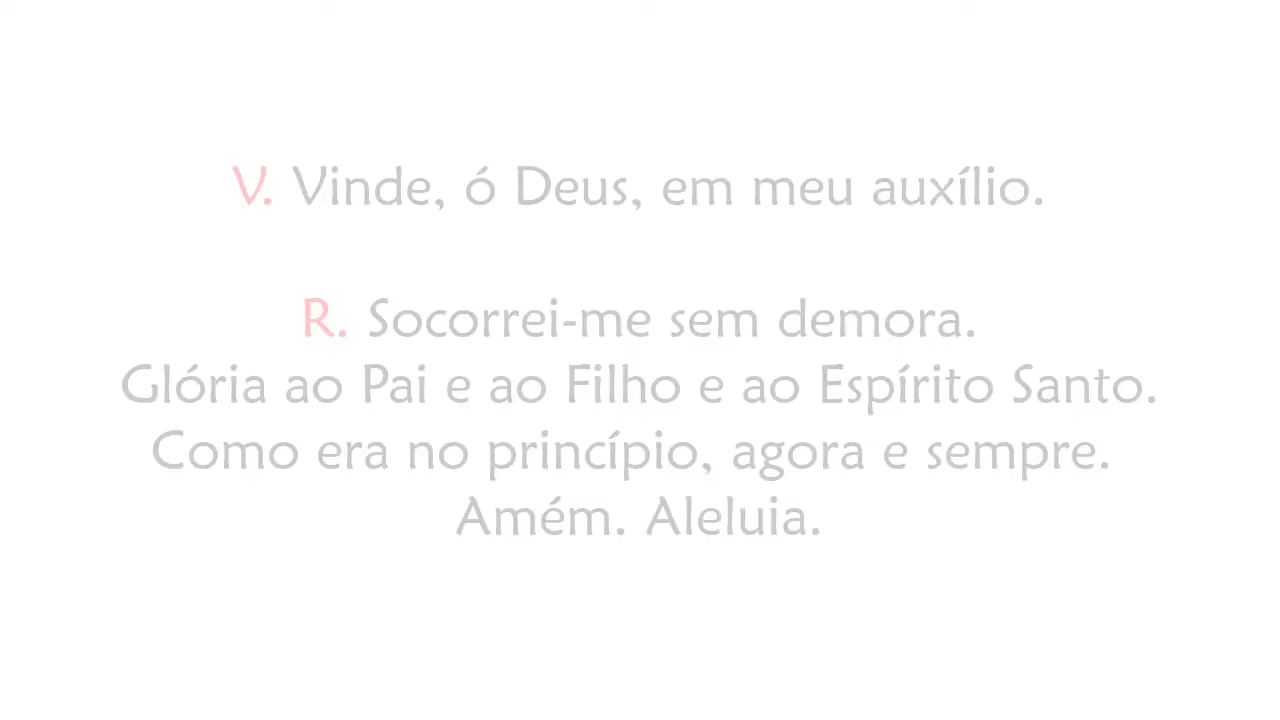 V. Vinde, ó Deus, em meu auxílio.
R. Socorrei-me sem demora.
Glória ao Pai e ao Filho e ao Espírito Santo.
Como era no princípio, agora e sempre.
Amém. Aleluia.